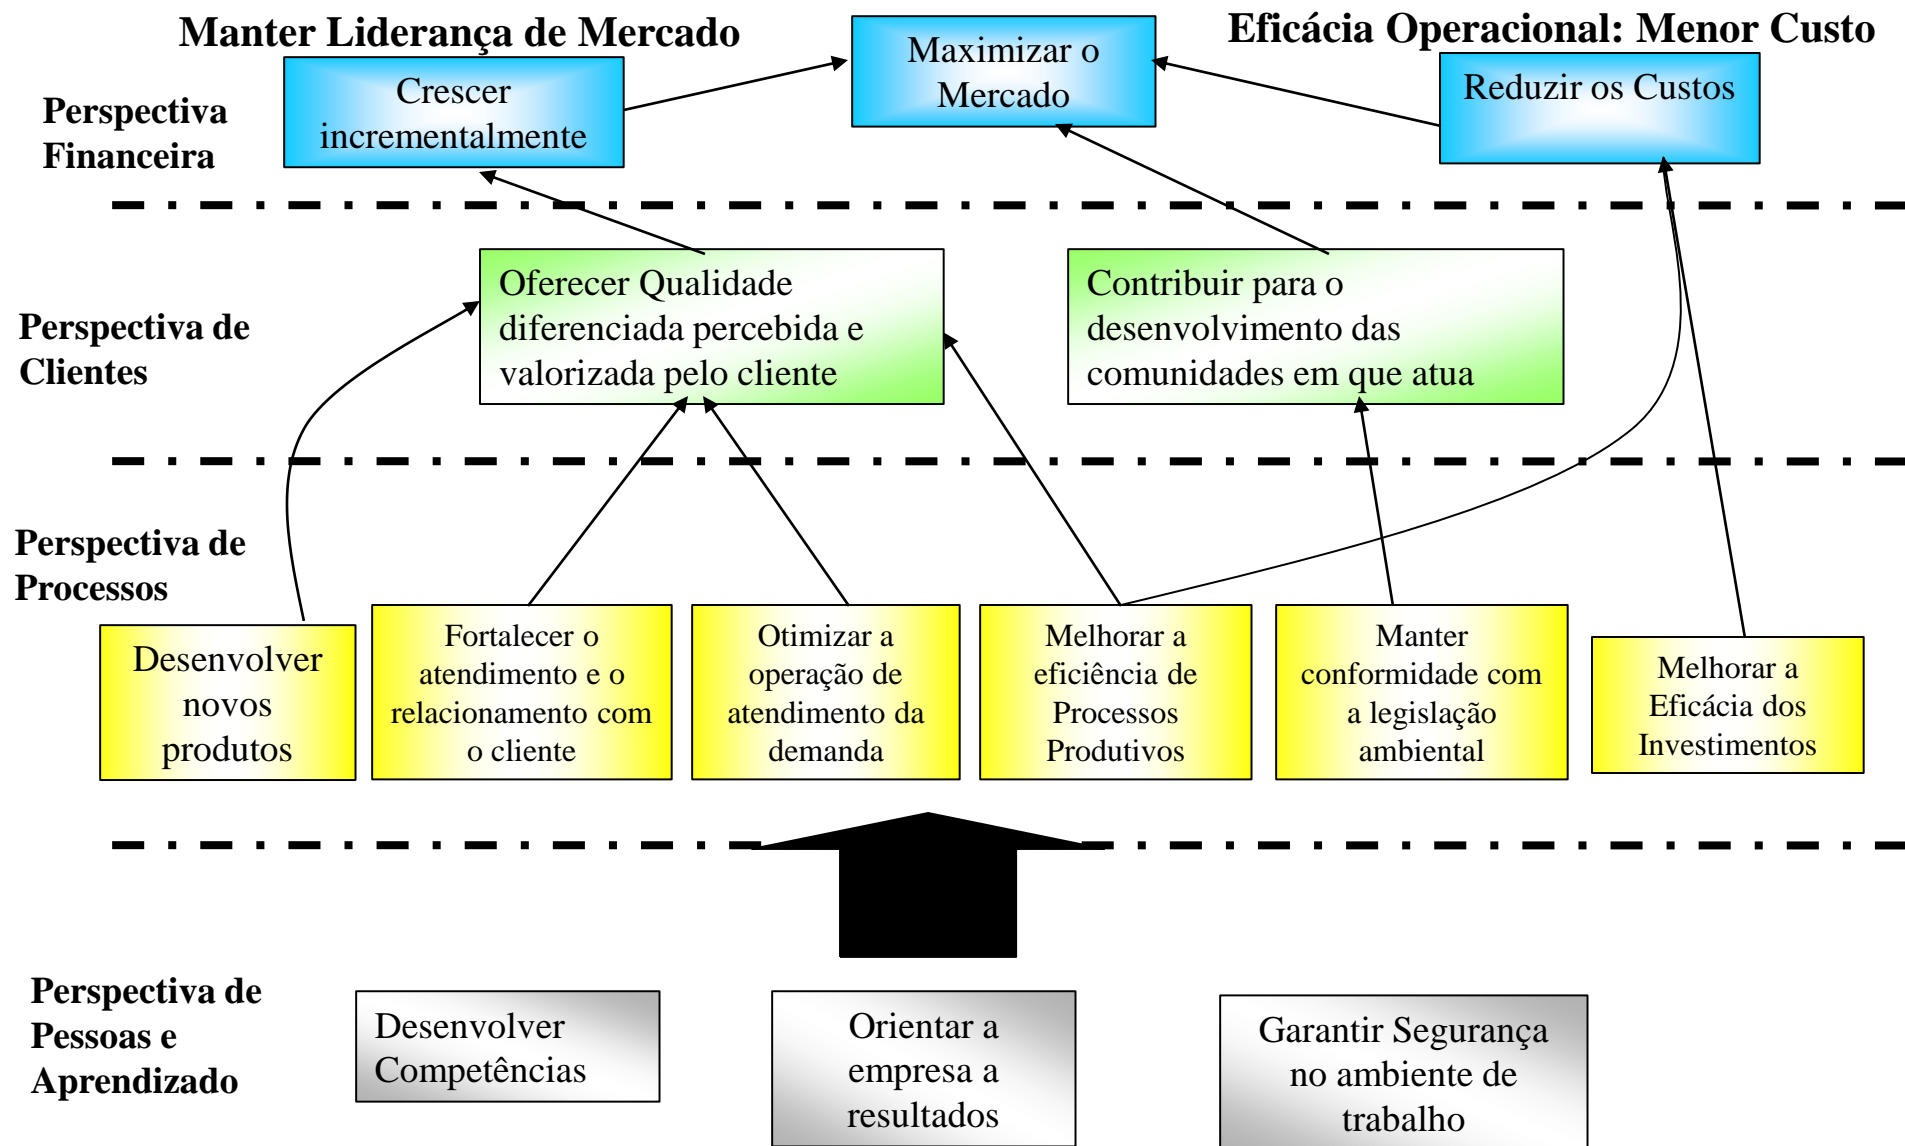 Manter Liderança de Mercado
Eficácia Operacional: Menor Custo
Perspectiva
Financeira
Crescer
incrementalmente
Maximizar o
Mercado
Reduzir os Custos
Perspectiva de
Clientes
Oferecer Qualidade
diferenciada percebida e
valorizada pelo cliente
Contribuir para o
desenvolvimento das
comunidades em que atua
Perspectiva de
Processos
Desenvolver
novos
produtos
Fortalecer o
atendimento e o
relacionamento com
o cliente
Otimizar a
operação de
atendimento da
demanda
Melhorar a
eficiência de
Processos
Produtivos
Manter
conformidade com
a legislação
ambiental
Melhorar a
Eficácia dos
Investimentos
Perspectiva de
Pessoas e
Aprendizado
Desenvolver
Competências
Orientar a
empresa a
resultados
Garantir Segurança
no ambiente de
trabalho